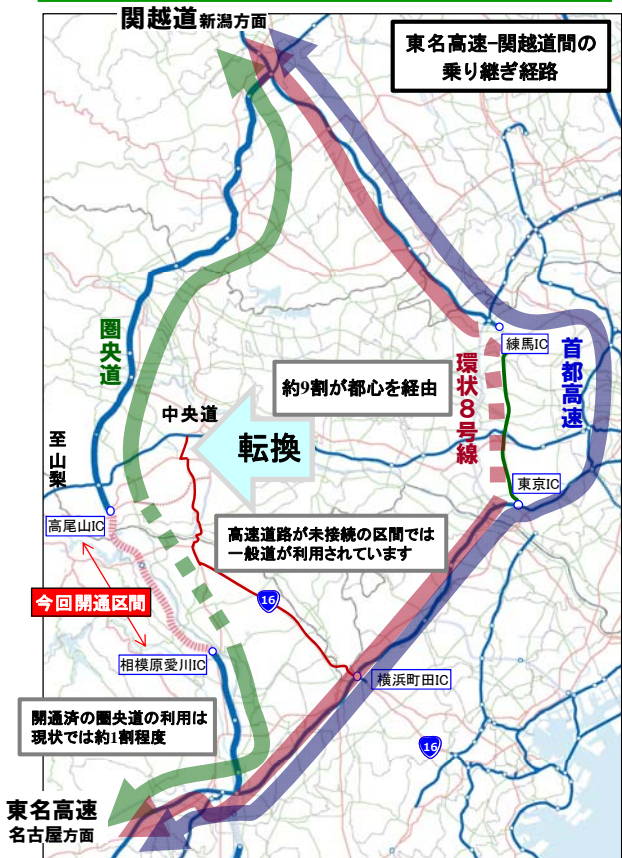 関越道新潟方面
東名高速-関越道間の
乗り継ぎ経路
圏央道
練馬IC
首都高速
環状8号線
約9割が都心を経由
中央道
転換
至山梨
東京IC
高尾山IC
高速道路が未接続の区間では
一般道が利用されています
今回開通区間
16
相模原愛川IC
横浜町田IC
開通済の圏央道の利用は
現状では約1割程度
16
東名高速
名古屋方面